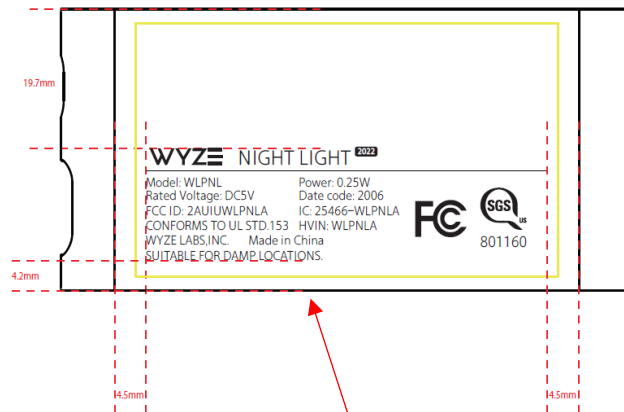 19.7mm
WYZE NIGHT LIGHT 2022
Model: WLPNL Power: 0.25W
Rated Voltage: DC5V Date code: 2006
FCC ID: 2AUIUWLPNLA IC: 25466-WLPNLA
CONFORMS TO UL STD.153 HVIN: WLPNLA
WYZE LABS,INC. Made in China
SUITABLE FOR DAMP LOCATIONS.
FC
SGS
US
801160
4.2mm
4.5mm
4.5mm